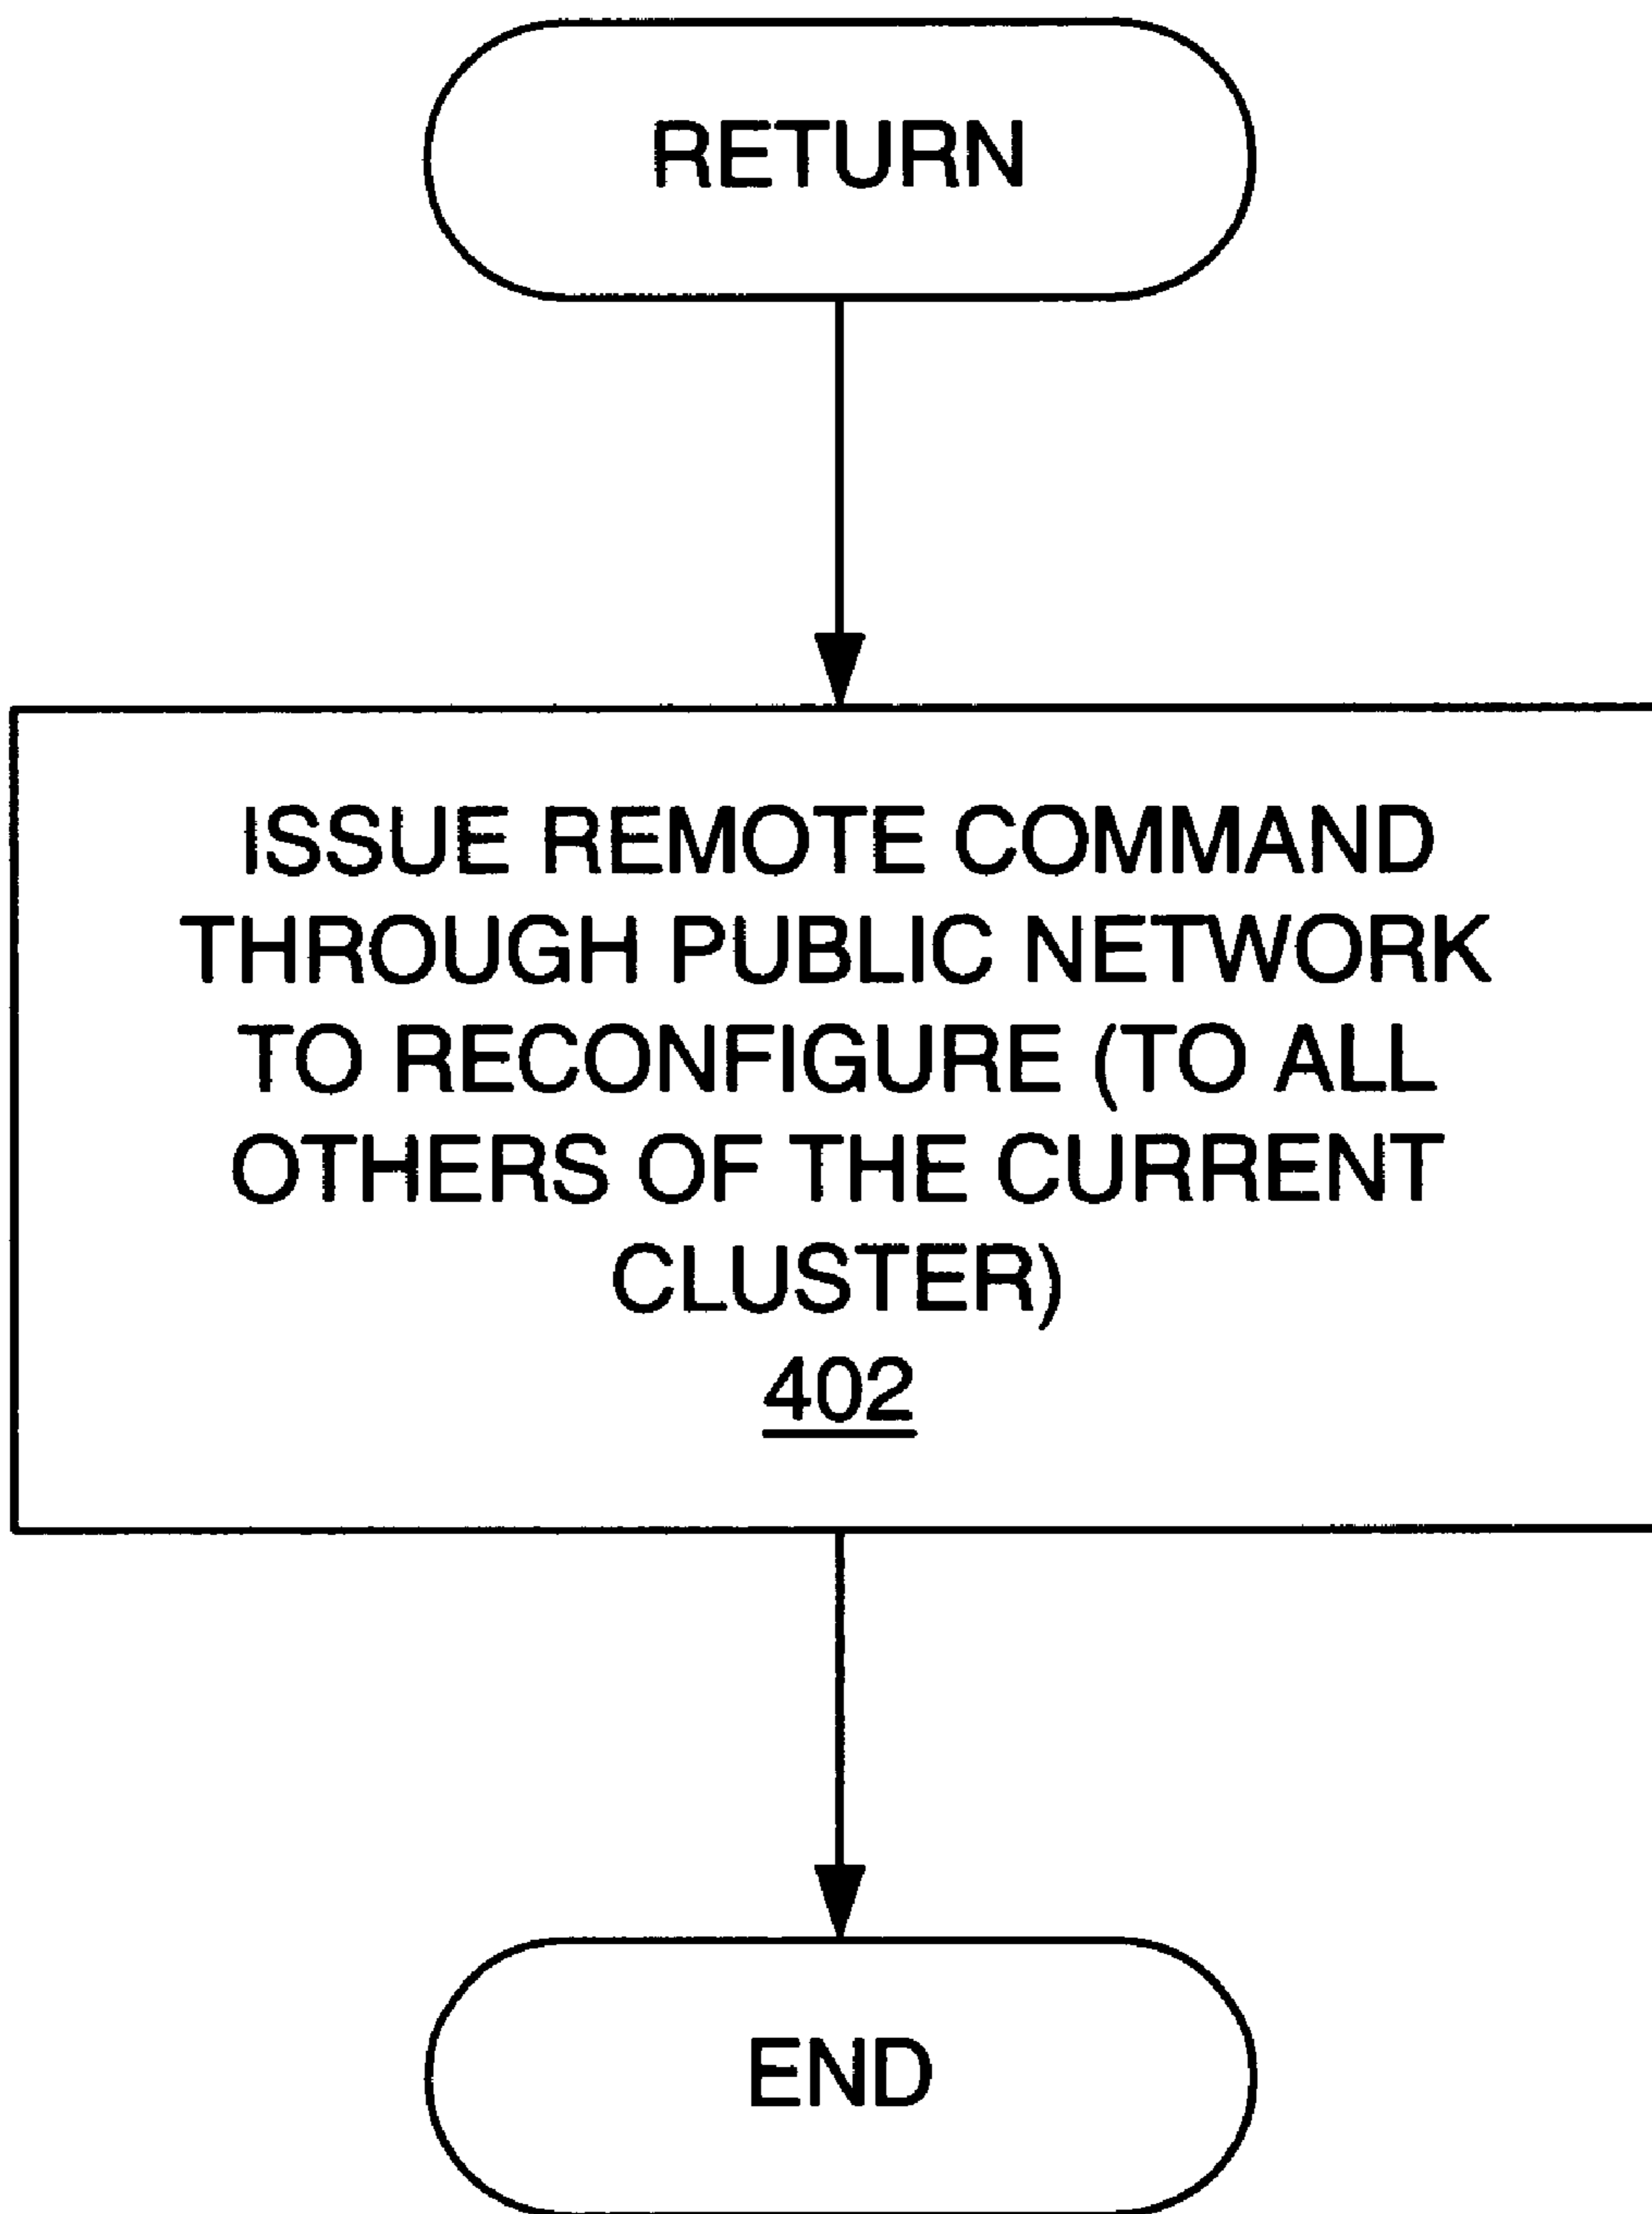 RETURN
ISSUE REMOTE COMMAND
THROUGH PUBLIC NETWORK
TO RECONFIGURE (TO ALL
OTHERS OF THE CURRENT
CLUSTER)
402
END